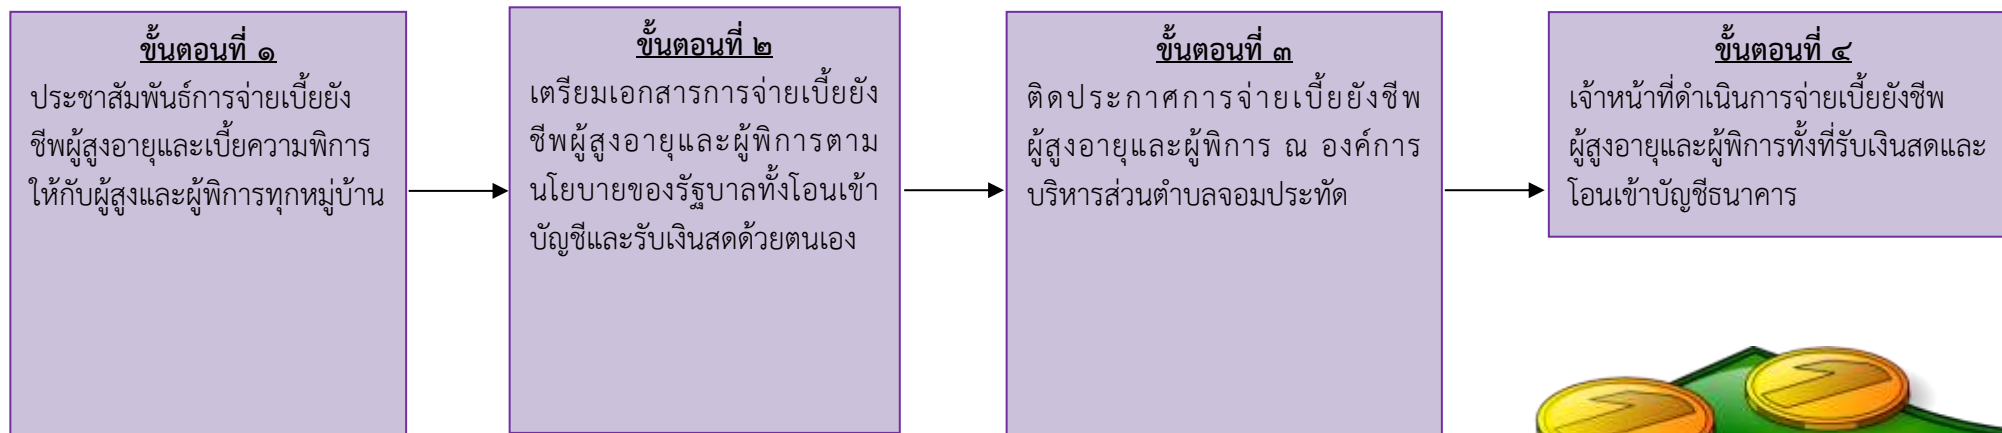 ขั้นตอนที่ ๑
ประชาสัมพันธ์การจ่ายเบี้ยยัง
ชีพผู้สูงอายุและเบี้ยความพิการ
ให้กับผู้สูงและผู้พิการทุกหมู่บ้าน
ขั้นตอนที่ ๒
เตรียมเอกสารการจ่ายเบี้ยยัง
ชีพผู้สูงอายุและผู้พิการตาม
นโยบายของรัฐบาลทั้งโอนเข้า
บัญชีและรับเงินสดด้วยตนเอง
ขั้นตอนที่ ๓
ติดประกาศการจ่ายเบี้ยยังชีพ
ผู้สูงอายุและผู้พิการ ณ องค์การ
บริหารส่วนตำบลจอมประทัด
ขั้นตอนที่ ๔
เจ้าหน้าที่ดำเนินการจ่ายเบี้ยยังชีพ
ผู้สูงอายุและผู้พิการทั้งที่รับเงินสดและ
โอนเข้าบัญชีธนาคาร